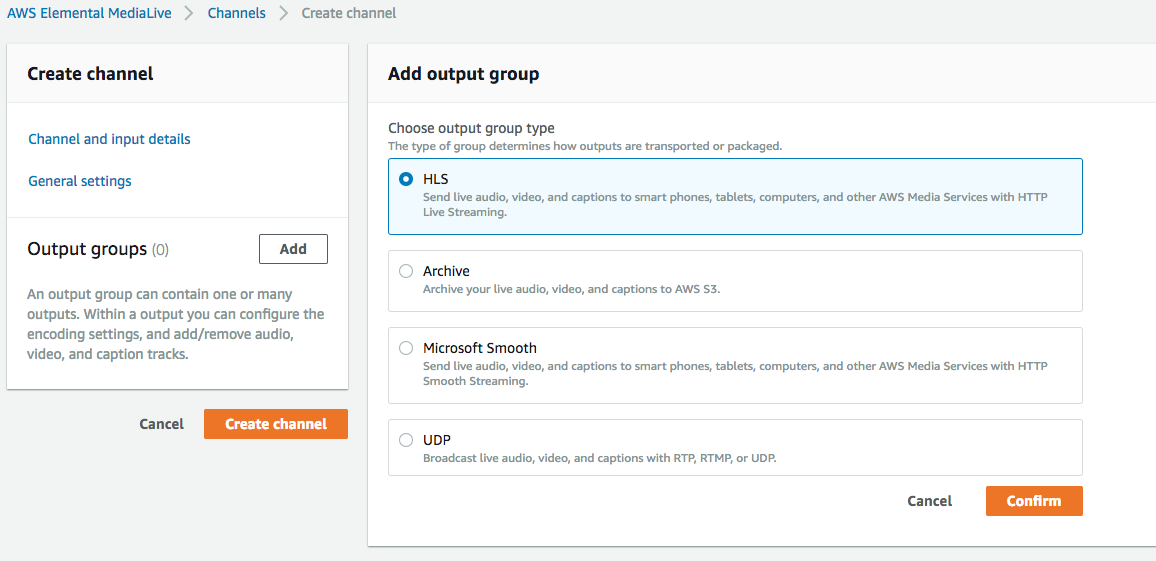 AWS Elemental MediaLive > Channels > Create channel
Create channel
Channel and input details
General settings
Output groups (0)
Add
An output group can contain one or many
outputs. Within a output you can configure the
encoding settings, and add/remove audio,
video, and caption tracks.
Cancel
Create channel
Add output group
Choose output group type
The type of group determines how outputs are transported or packaged.
HLS
Send live audio, video, and captions to smart phones, tablets, computers, and other AWS Media Services with HTTP
Live Streaming.
Archive
Archive your live audio, video, and captions to AWS S3.
Microsoft Smooth
Send live audio, video, and captions to smart phones, tablets, computers, and other AWS Media Services with HTTP
Smooth Streaming.
UDP
Broadcast live audio, video, and captions with RTP, RTMP, or UDP.
Cancel
Confirm